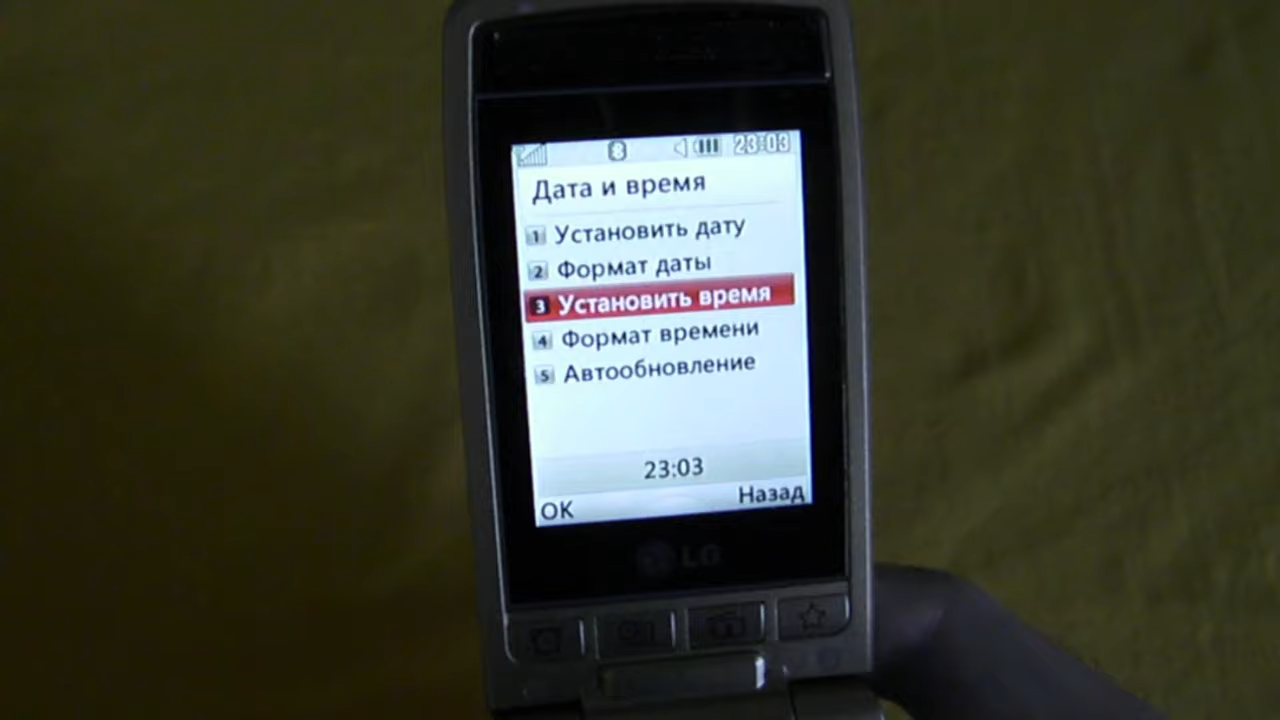 23:03
Дата и время
1 Установить дату
2 Формат даты
3 Установить время
4 Формат времени
5 Автообновление
23:03
OK Назад
LG